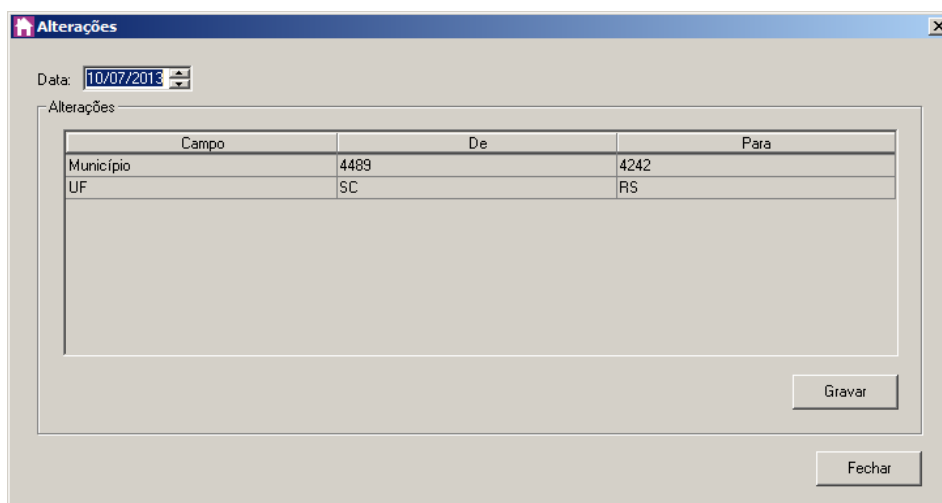 Alterações
Data: 10/07/2013
Alterações
Campo De Para
Município 4489 4242
UF SC RS
Gravar
Fechar